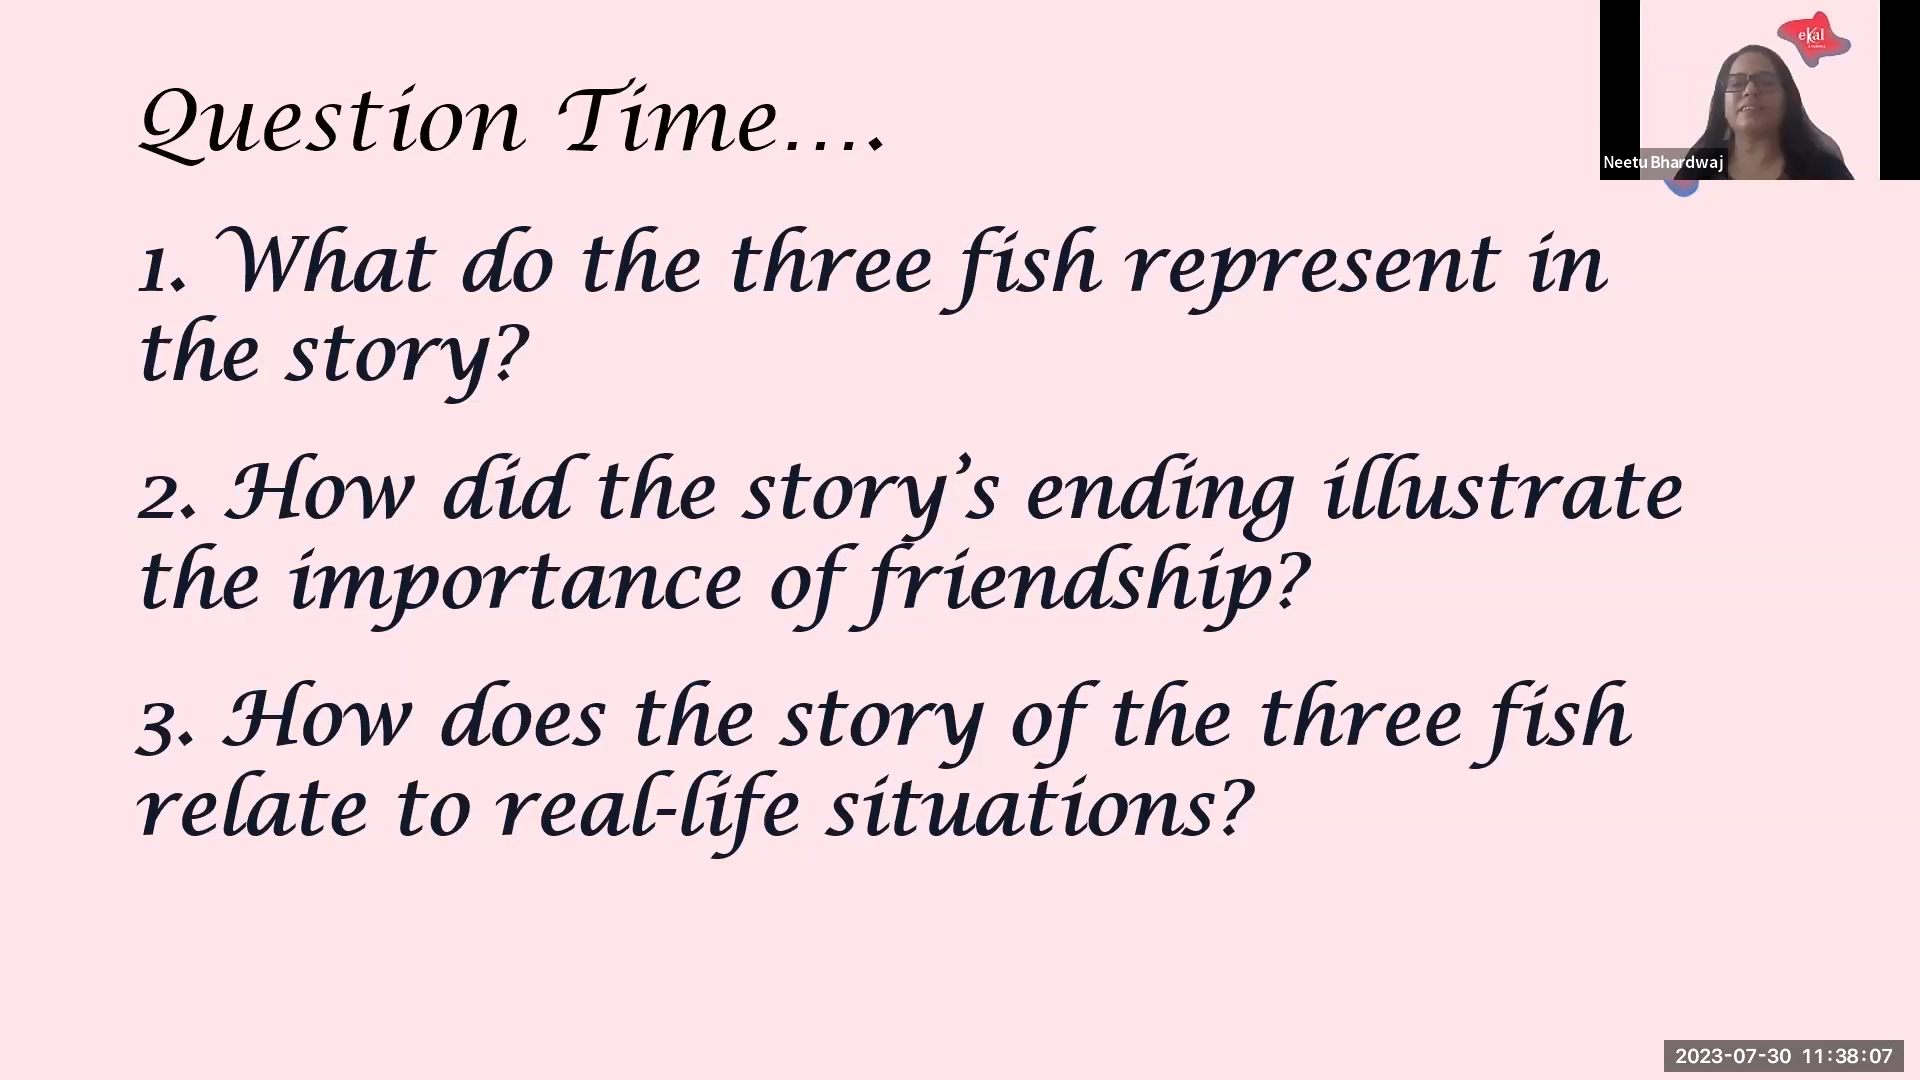 Question Time....
1. What do the three fish represent in
the story?
2. How did the story’s ending illustrate
the importance of friendship?
3. How does the story of the three fish
relate to real-life situations?
ekal
Neetu Bhardwaj
2023-07-30 11:38:07